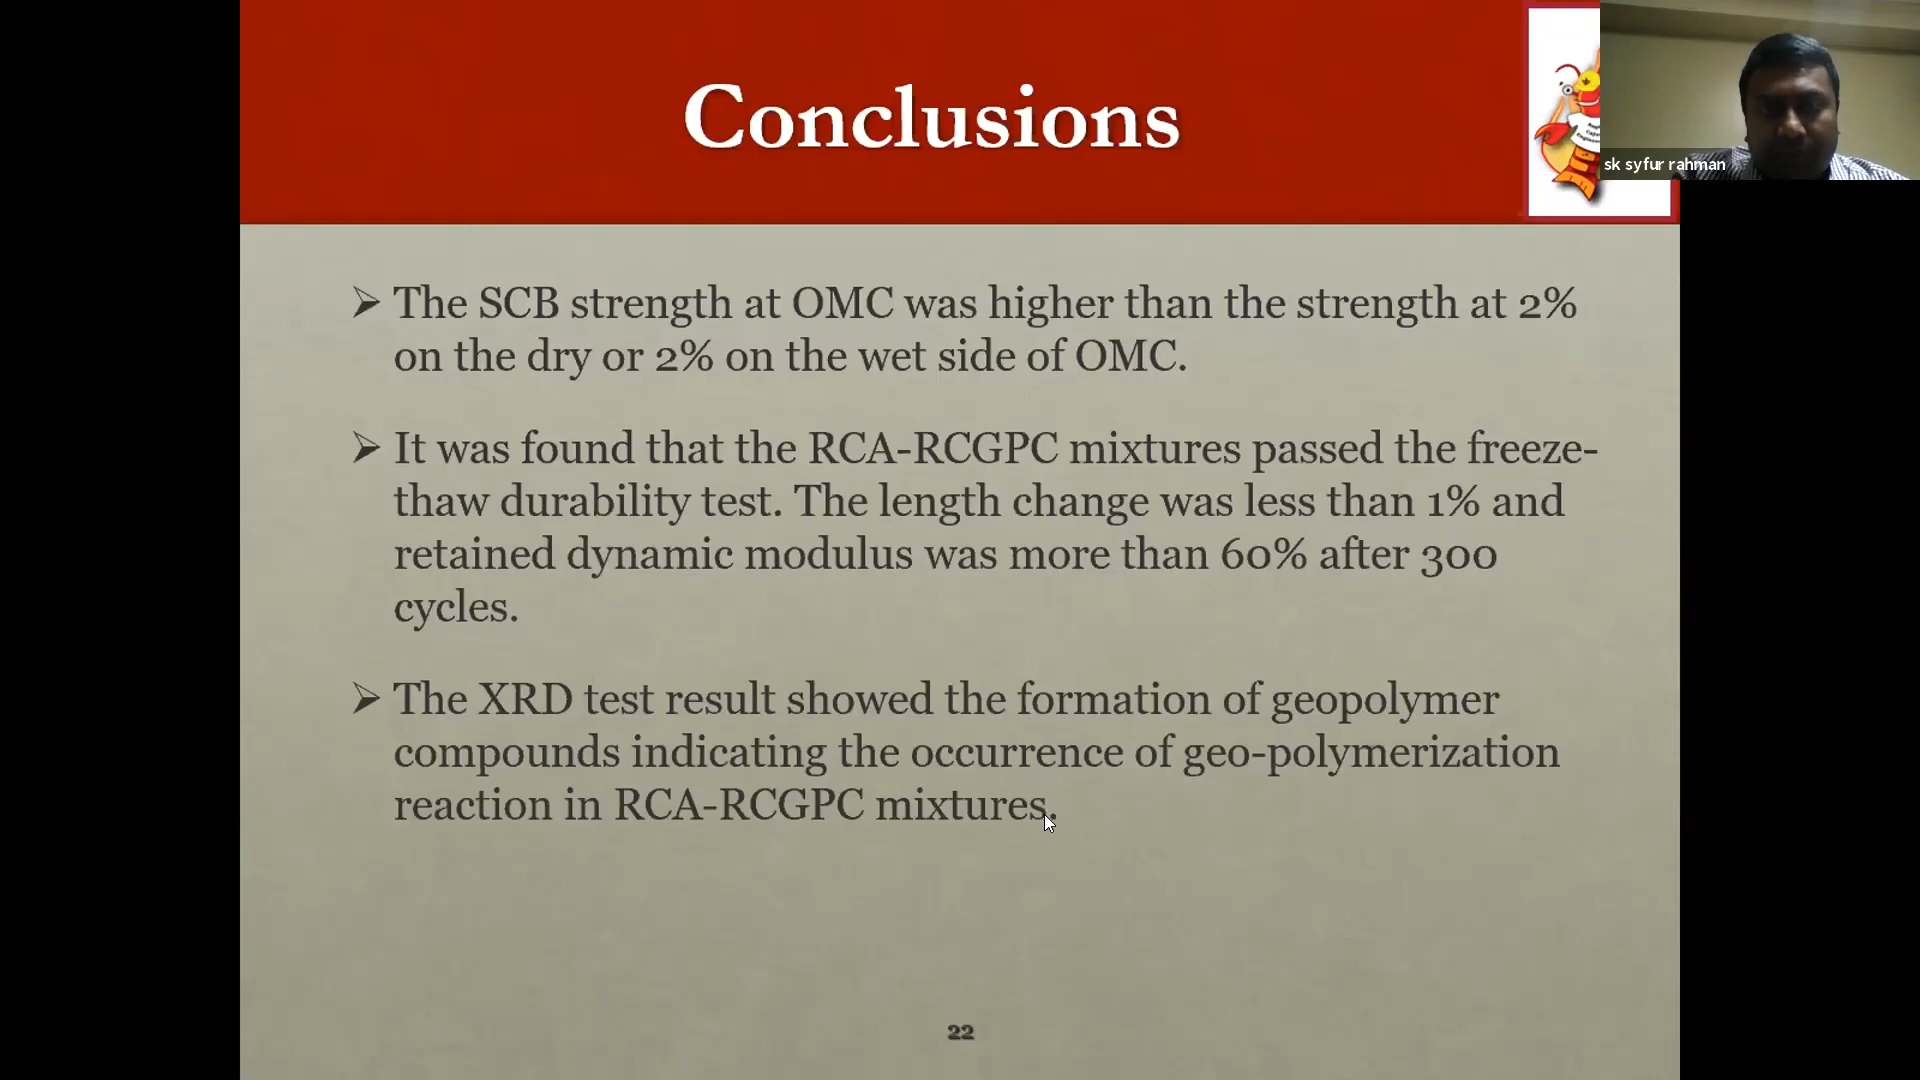 Conclusions
sk syfur rahman
➢ The SCB strength at OMC was higher than the strength at 2%
on the dry or 2% on the wet side of OMC.
➢ It was found that the RCA-RCGPC mixtures passed the freeze-
thaw durability test. The length change was less than 1% and
retained dynamic modulus was more than 60% after 300
cycles.
➢ The XRD test result showed the formation of geopolymer
compounds indicating the occurrence of geo-polymerization
reaction in RCA-RCGPC mixtures.
22